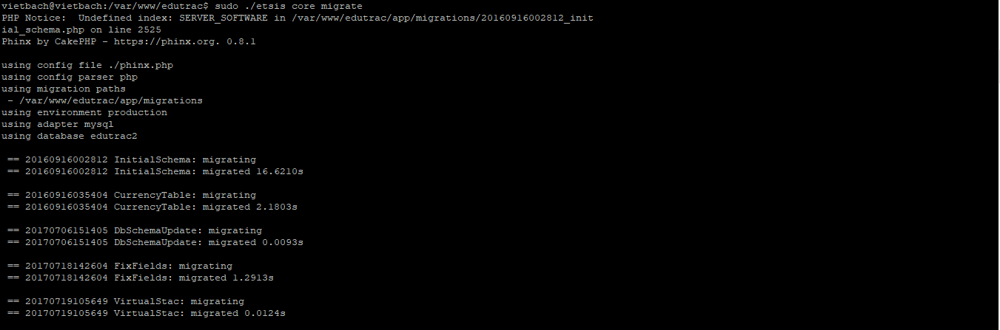 vietbach@vietbach:/var/www/edutrac$ sudo ./etsis core migrate
PHP Notice:  Undefined index: SERVER_SOFTWARE in /var/www/edutrac/app/migrations/20160916002812_init
ial_schema.php on line 2525
Phinx by CakePHP - https://phinx.org. 0.8.1
using config file ./phinx.php
using config parser php
using migration paths
 - /var/www/edutrac/app/migrations
using environment production
using adapter mysql
using database edutrac2
 == 20160916002812 InitialSchema: migrating
 == 20160916002812 InitialSchema: migrated 16.6210s
 == 20160916035404 CurrencyTable: migrating
 == 20160916035404 CurrencyTable: migrated 2.1803s
 == 20170706151405 DbSchemaUpdate: migrating
 == 20170706151405 DbSchemaUpdate: migrated 0.0093s
 == 20170718142604 FixFields: migrating
 == 20170718142604 FixFields: migrated 1.2913s
 == 20170719105649 VirtualStac: migrating
 == 20170719105649 VirtualStac: migrated 0.0124s